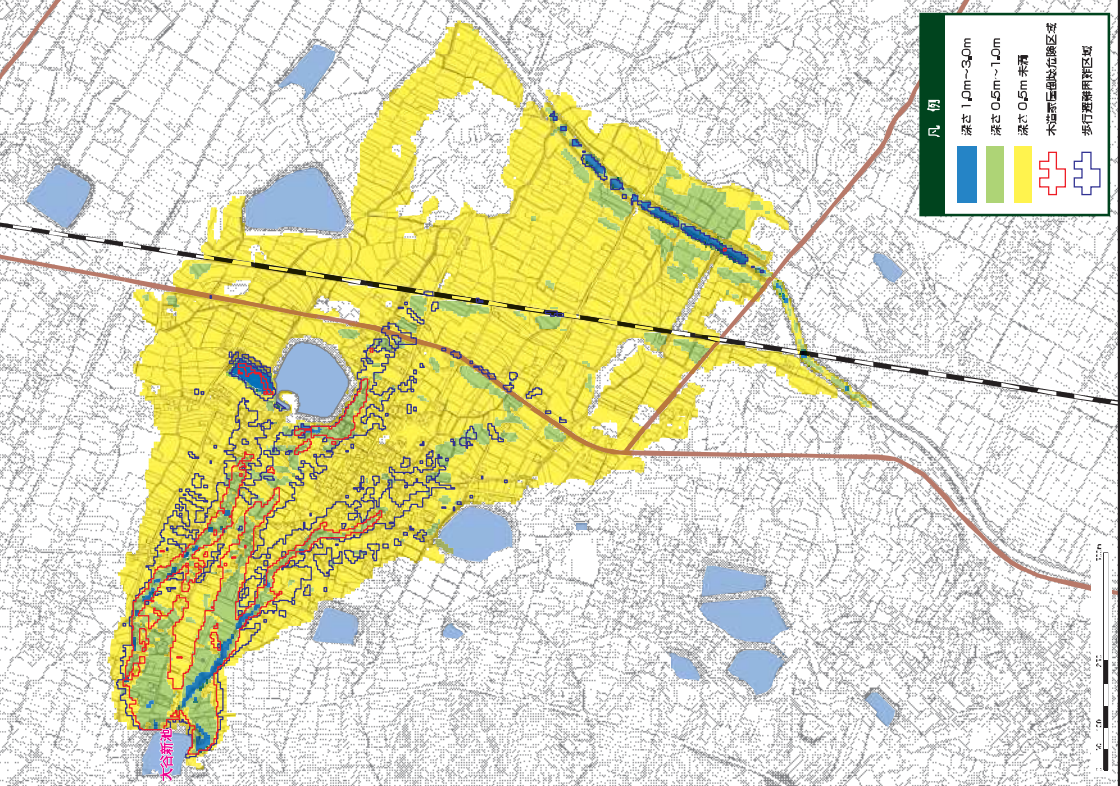 凡 例
深さ 1.0m～3.0m
深さ 0.5m～1.0m
深さ 0.5m 未満
木造家屋倒壊危険区域
歩行避難困難区域
大谷新池